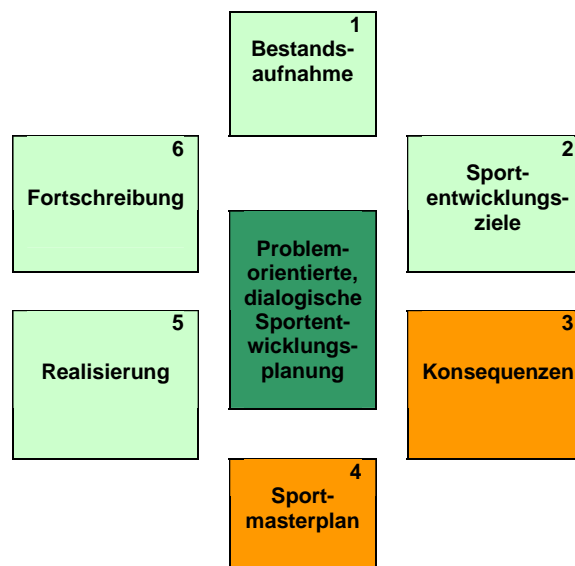 1
Bestands-
aufnahme
6
Fortschreibung
2
Sport-
entwicklungs-
ziele
Problem-
orientierte,
dialogische
Sportent-
wicklungs-
planung
5
Realisierung
3
Konsequenzen
4
Sport-
masterplan